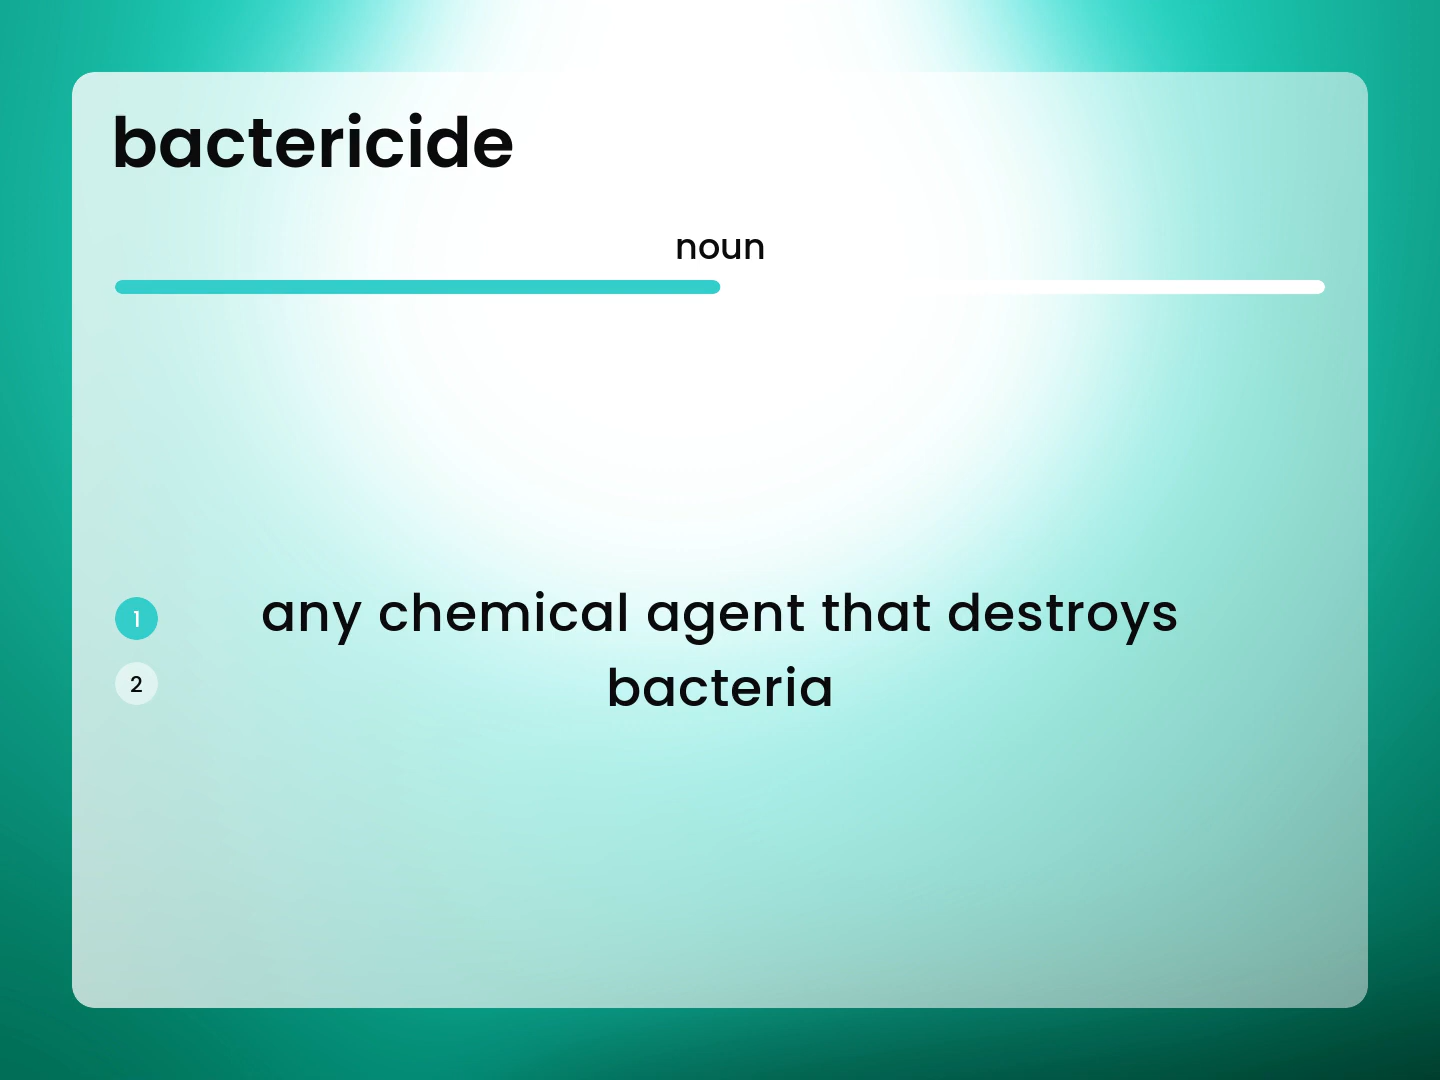 bactericide
noun
1
any chemical agent that destroys
bacteria
2